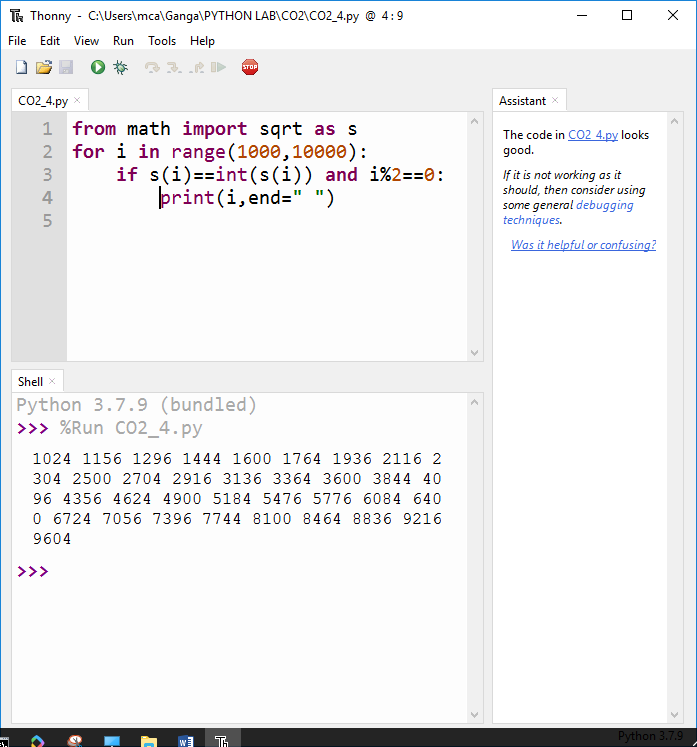 Thonny - C:\Users\mca\Ganga\PYTHON LAB\CO2\CO2_4.py @ 4 : 9
File Edit View Run Tools Help
STOP
CO2_4.py ×
1 from math import sqrt as s
2 for i in range(1000,10000):
3     if s(i)==int(s(i)) and i%2==0:
4         print(i,end=" ")
5
Assistant ×
The code in CO2_4.py looks
good.
If it is not working as it
should, then consider using
some general debugging
techniques.
Was it helpful or confusing?
Shell ×
Python 3.7.9 (bundled)
>>> %Run CO2_4.py
1024 1156 1296 1444 1600 1764 1936 2116 2
304 2500 2704 2916 3136 3364 3600 3844 40
96 4356 4624 4900 5184 5476 5776 6084 640
0 6724 7056 7396 7744 8100 8464 8836 9216
9604
>>>
Python 3.7.9